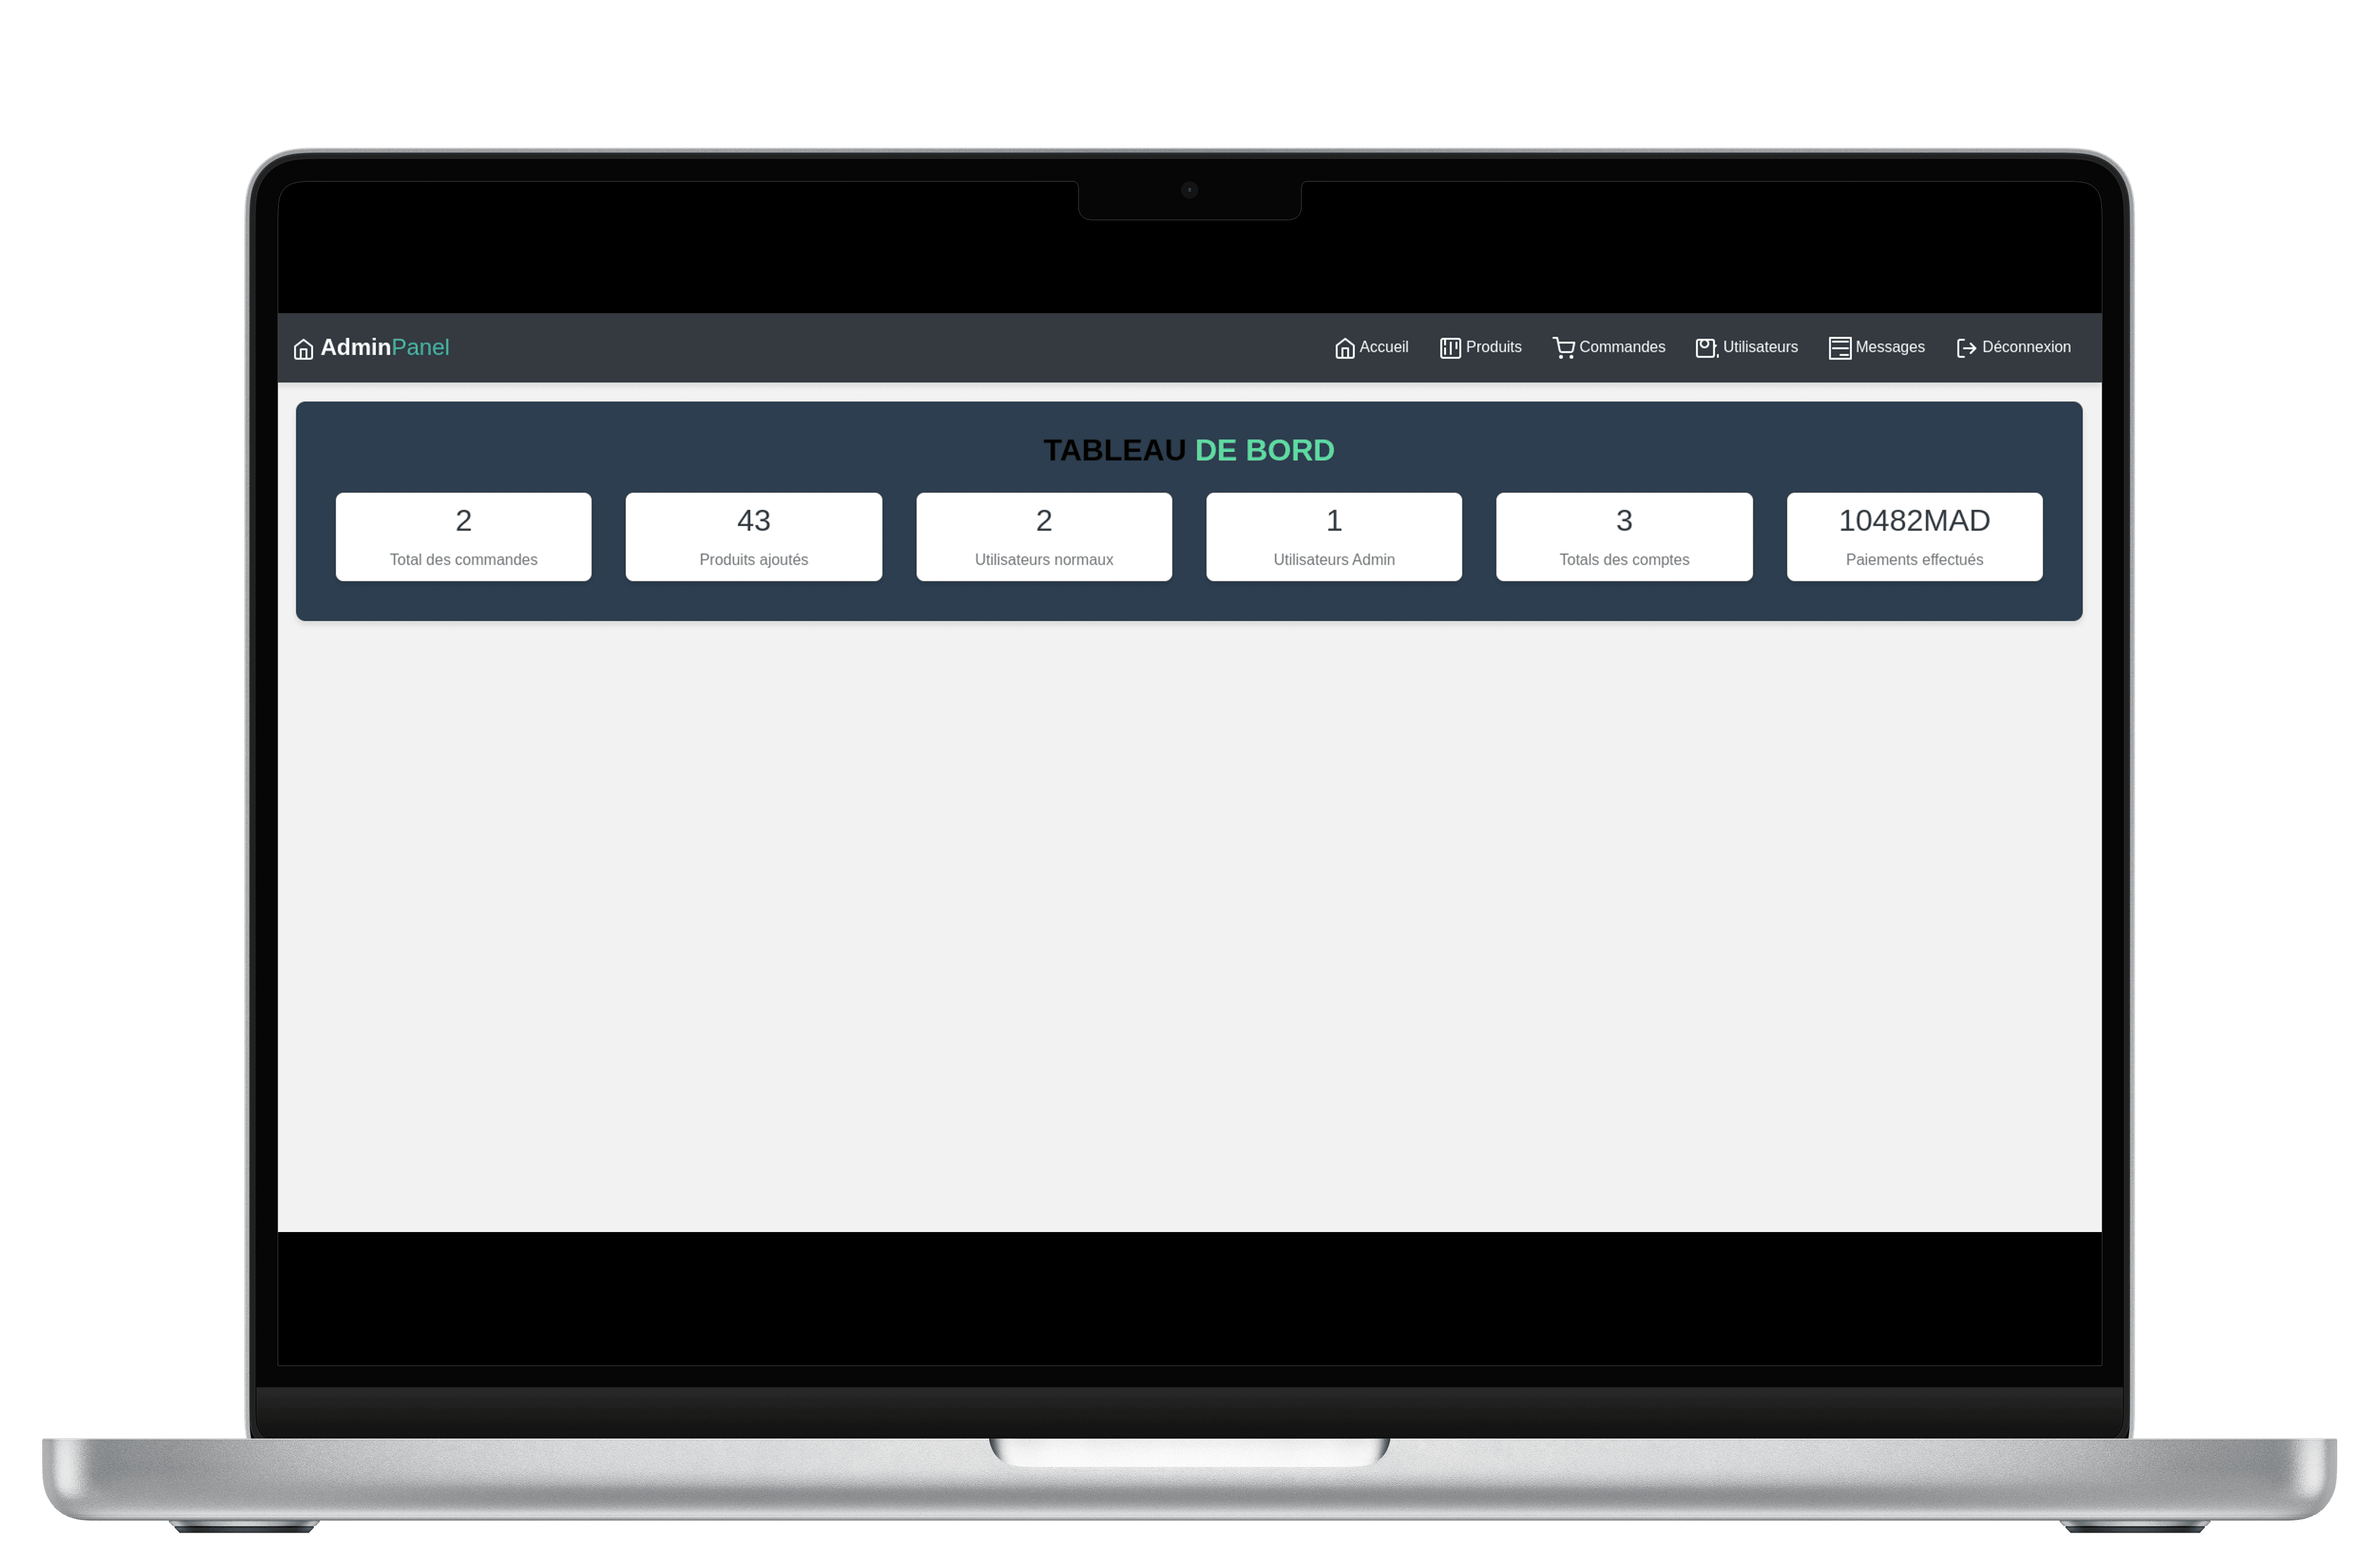 AdminPanel
Accueil Produits Commandes Utilisateurs Messages Déconnexion
TABLEAU DE BORD
2 43 2 1 3 10482MAD
Total des commandes Produits ajoutés Utilisateurs normaux Utilisateurs Admin Totals des comptes Paiements effectués